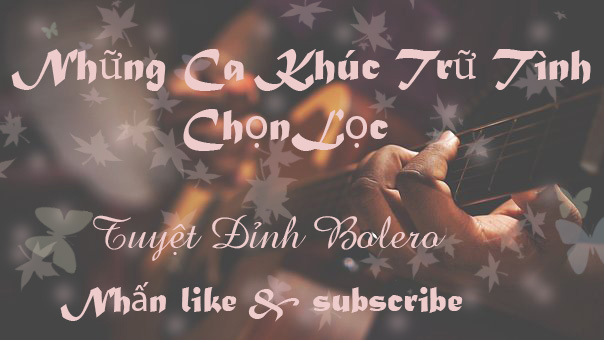 Những Ca Khúc Trữ Tình
Chọn Lọc
Tuyệt Đỉnh Bolero
Nhấn like & subscribe